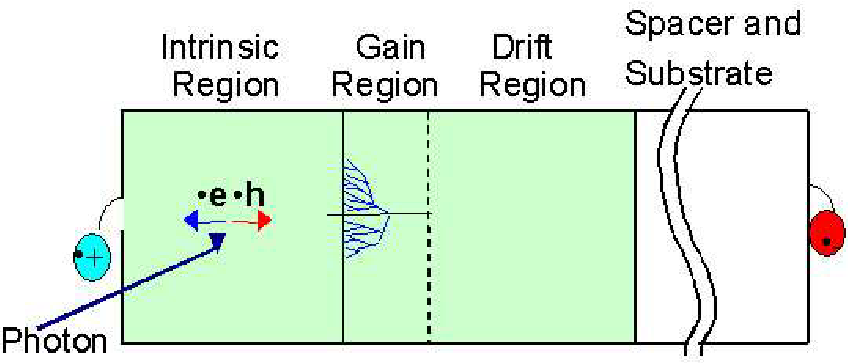 Intrinsic
Region
Gain
Region
Drift
Region
Spacer and
Substrate
•e •h
+
Photon